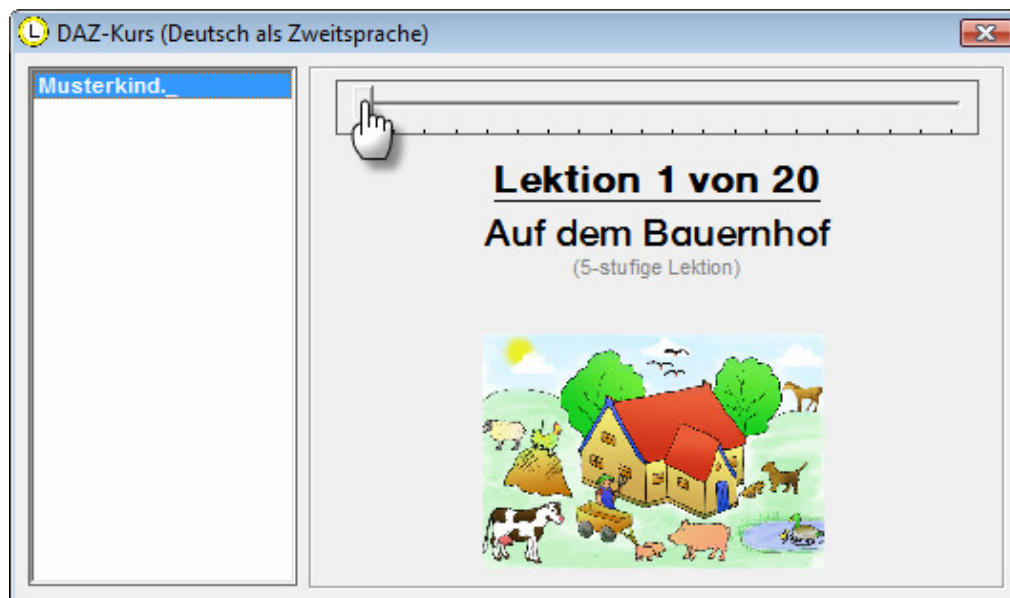 L DAZ-Kurs (Deutsch als Zweitsprache)
Musterkind._
Lektion 1 von 20
Auf dem Bauernhof
(5-stufige Lektion)